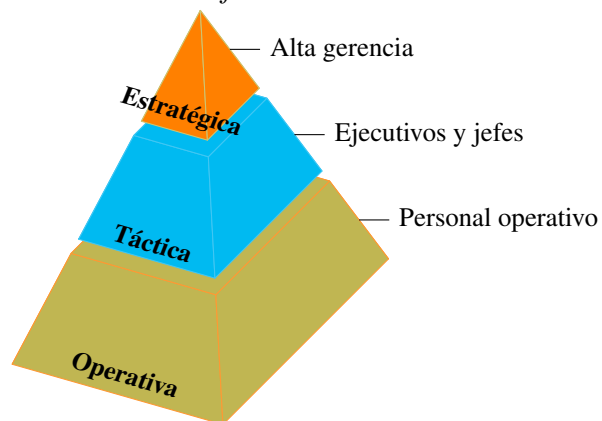 Alta gerencia
Estratégica
Ejecutivos y jefes
Personal operativo
Táctica
Operativa